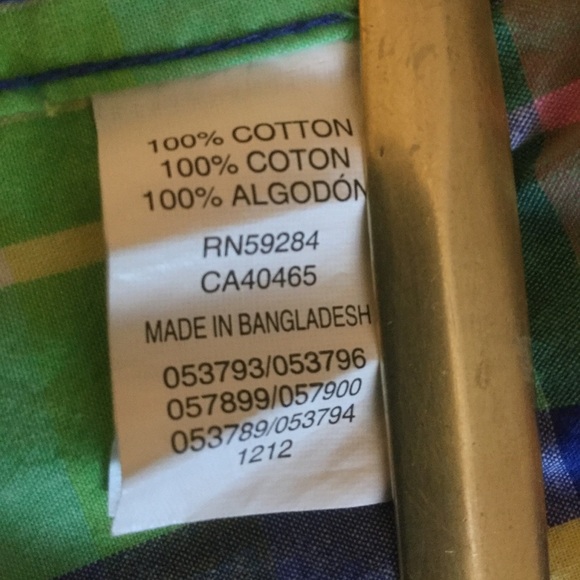 100% COTTON
100% COTON
100% ALGODÓN
RN59284
CA40465
MADE IN BANGLADESH
053793/053796
057899/057900
053789/053794
1212